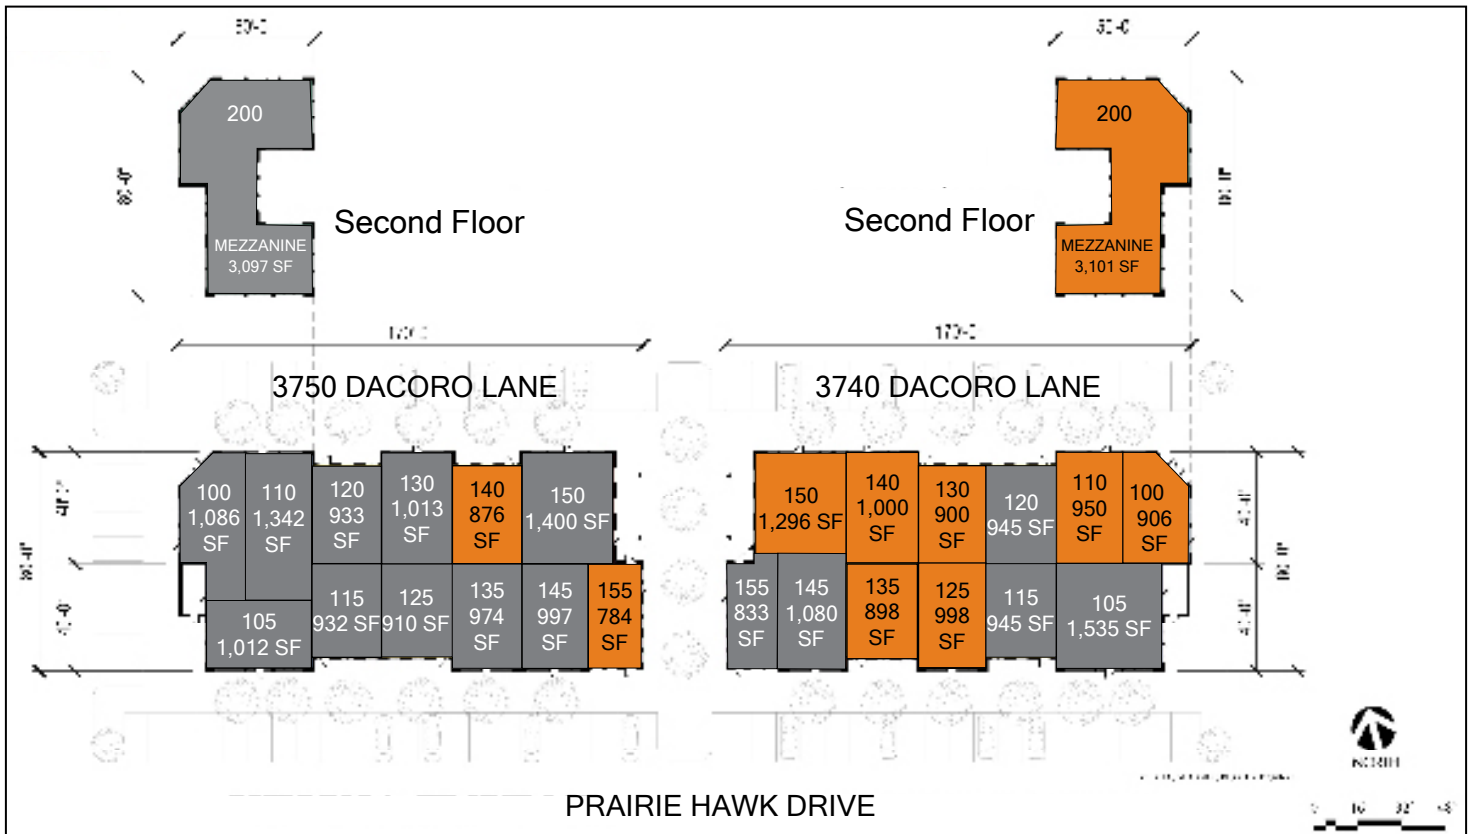 200
MEZZANINE
3,097 SF
Second Floor
200
MEZZANINE
3,101 SF
Second Floor
3750 DACORO LANE
3740 DACORO LANE
100
1,086
SF
110
1,342
SF
120
933
SF
130
1,013
SF
140
876
SF
150
1,400 SF
105
1,012 SF
115
932 SF
125
910 SF
135
974
SF
145
997
SF
155
784
SF
150
1,296 SF
140
1,000
SF
130
900
SF
120
945 SF
110
950
SF
100
906
SF
155
833
SF
145
1,080
SF
135
898
SF
125
998
SF
115
945 SF
105
1,535 SF
NORTH
PRAIRIE HAWK DRIVE